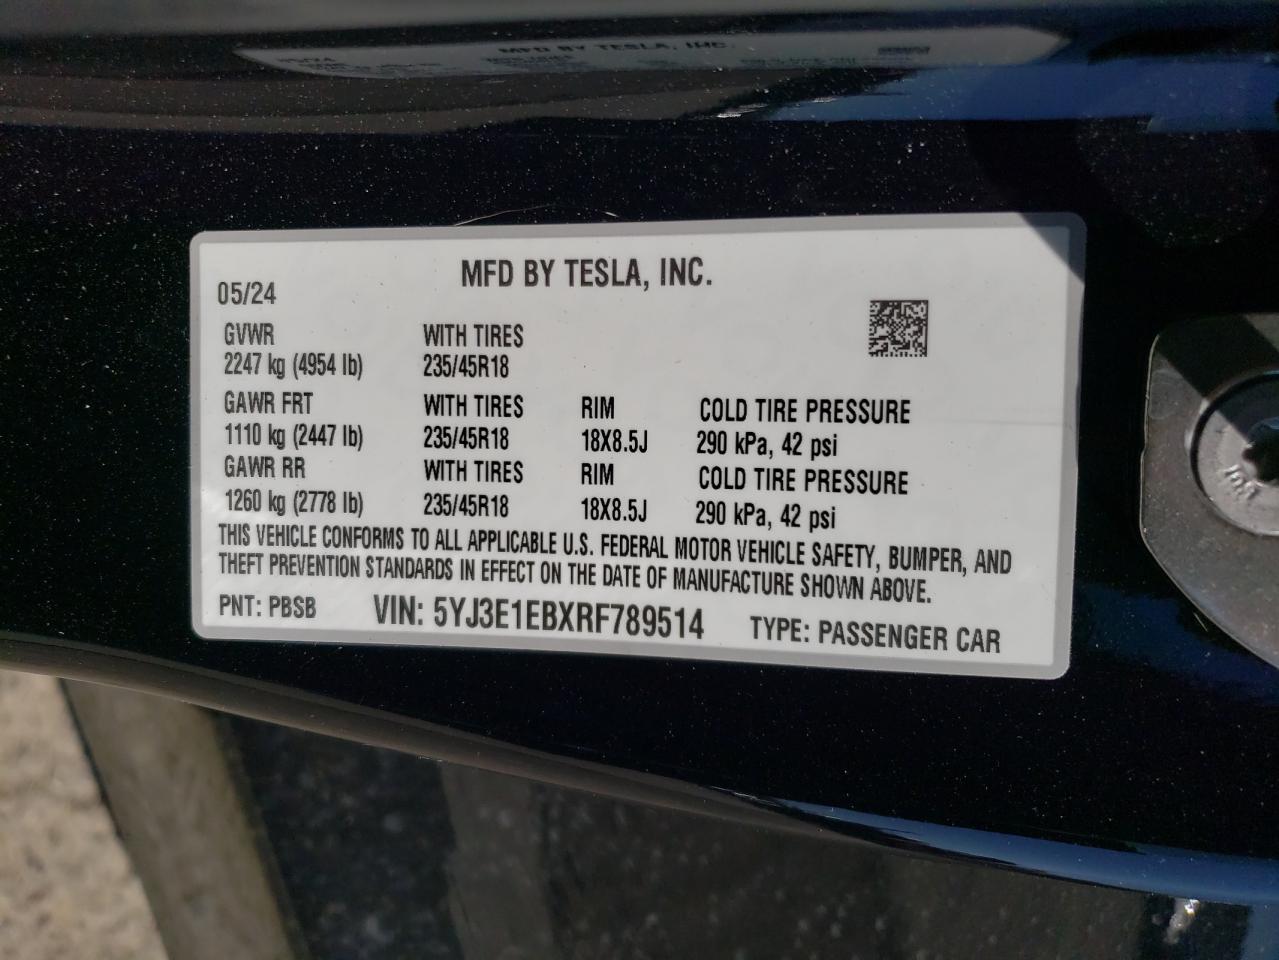 MFD BY TESLA, INC.
MFD BY TESLA, INC.
05/24
GVWR WITH TIRES
2247 kg (4954 lb) 235/45R18
GAWR FRT WITH TIRES RIM COLD TIRE PRESSURE
1110 kg (2447 lb) 235/45R18 18X8.5J 290 kPa, 42 psi
GAWR RR WITH TIRES RIM COLD TIRE PRESSURE
1260 kg (2778 lb) 235/45R18 18X8.5J 290 kPa, 42 psi
THIS VEHICLE CONFORMS TO ALL APPLICABLE U.S. FEDERAL MOTOR VEHICLE SAFETY, BUMPER, AND
THEFT PREVENTION STANDARDS IN EFFECT ON THE DATE OF MANUFACTURE SHOWN ABOVE.
PNT: PBSB VIN: 5YJ3E1EBXRF789514 TYPE: PASSENGER CAR